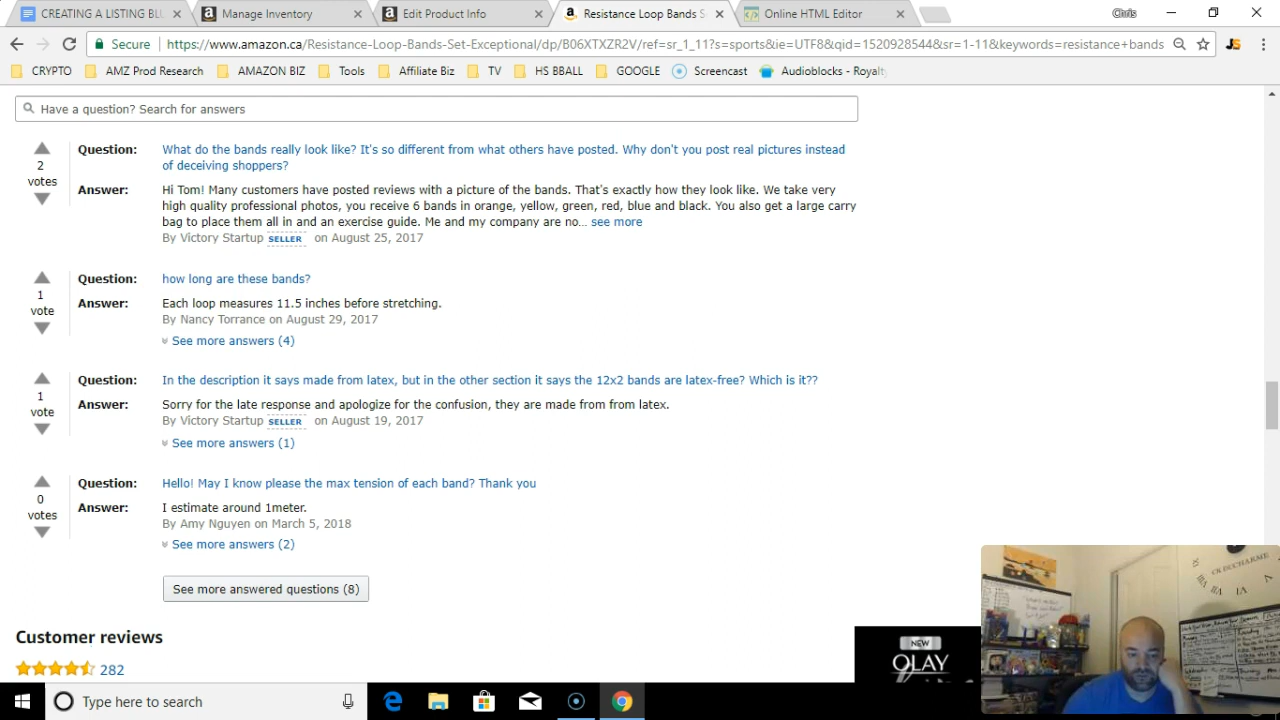 CREATING A LISTING BLU
Manage Inventory
Edit Product Info
Resistance Loop Bands S
Online HTML Editor
Chris
Secure
https://www.amazon.ca/Resistance-Loop-Bands-Set-Exceptional/dp/B06XTXZR2V/ref=sr_1_11?s=sports&ie=UTF8&qid=1520928544&sr=1-11&keywords=resistance+bands
JS
CRYPTO
AMZ Prod Research
AMAZON BIZ
Tools
Affiliate Biz
TV
HS BBALL
GOOGLE
Screencast
Audioblocks - Royalt
Have a question? Search for answers
2
votes
Question:
What do the bands really look like? It's so different from what others have posted. Why don't you post real pictures instead
of deceiving shoppers?
Answer:
Hi Tom! Many customers have posted reviews with a picture of the bands. That's exactly how they look like. We take very
high quality professional photos, you receive 6 bands in orange, yellow, green, red, blue and black. You also get a large carry
bag to place them all in and an exercise guide. Me and my company are no... see more
By Victory Startup SELLER on August 25, 2017
1
vote
Question:
how long are these bands?
Answer:
Each loop measures 11.5 inches before stretching.
By Nancy Torrance on August 29, 2017
See more answers (4)
1
vote
Question:
In the description it says made from latex, but in the other section it says the 12x2 bands are latex-free? Which is it??
Answer:
Sorry for the late response and apologize for the confusion, they are made from from latex.
By Victory Startup SELLER on August 19, 2017
See more answers (1)
0
votes
Question:
Hello! May I know please the max tension of each band? Thank you
Answer:
I estimate around 1meter.
By Amy Nguyen on March 5, 2018
See more answers (2)
See more answered questions (8)
Customer reviews
282
NEW
OLAY
Type here to search